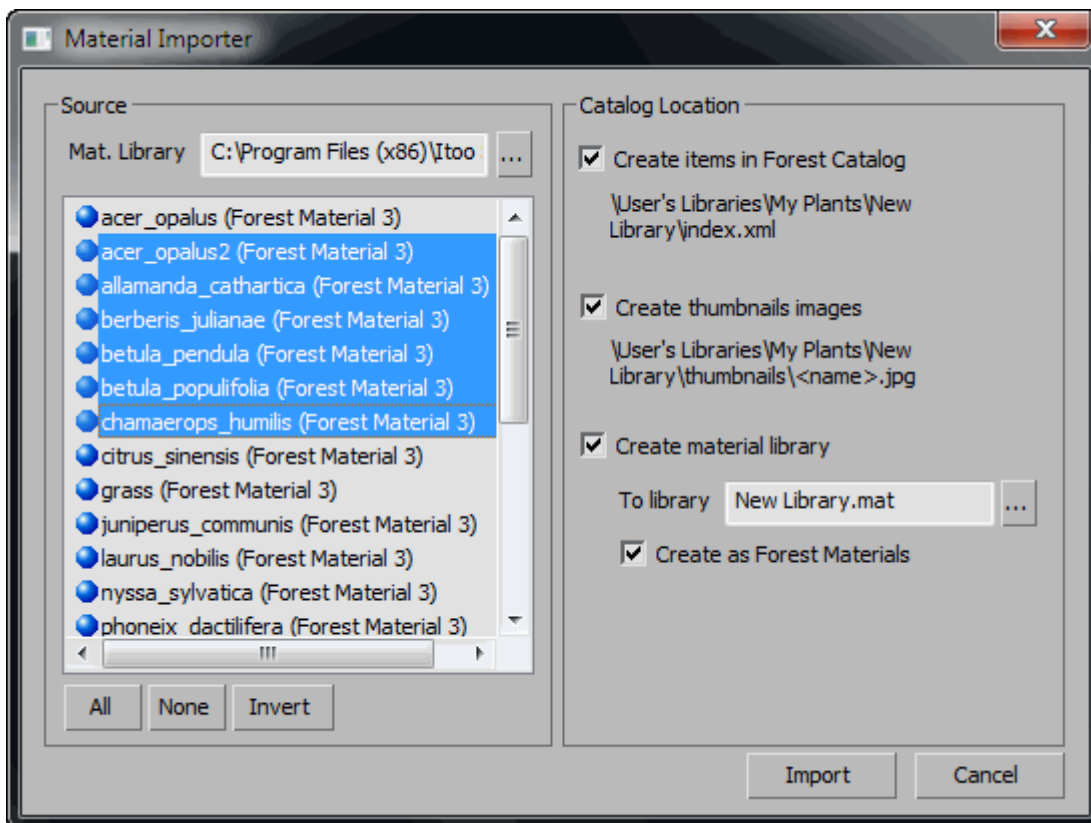 Material Importer
Source
Mat. Library C:\Program Files (x86)\Itoo ...
acer_opalus (Forest Material 3)
acer_opalus2 (Forest Material 3)
allamanda_cathartica (Forest Material 3)
berberis_julianae (Forest Material 3)
betula_pendula (Forest Material 3)
betula_populifolia (Forest Material 3)
chamaerops_humilis (Forest Material 3)
citrus_sinensis (Forest Material 3)
grass (Forest Material 3)
juniperus_communis (Forest Material 3)
laurus_nobilis (Forest Material 3)
nyssa_sylvatica (Forest Material 3)
phoneix_dactilifera (Forest Material 3)
All None Invert
Catalog Location
Create items in Forest Catalog
\User's Libraries\My Plants\New
Library\index.xml
Create thumbnails images
\User's Libraries\My Plants\New
Library\thumbnails\<name>.jpg
Create material library
To library New Library.mat ...
Create as Forest Materials
Import Cancel